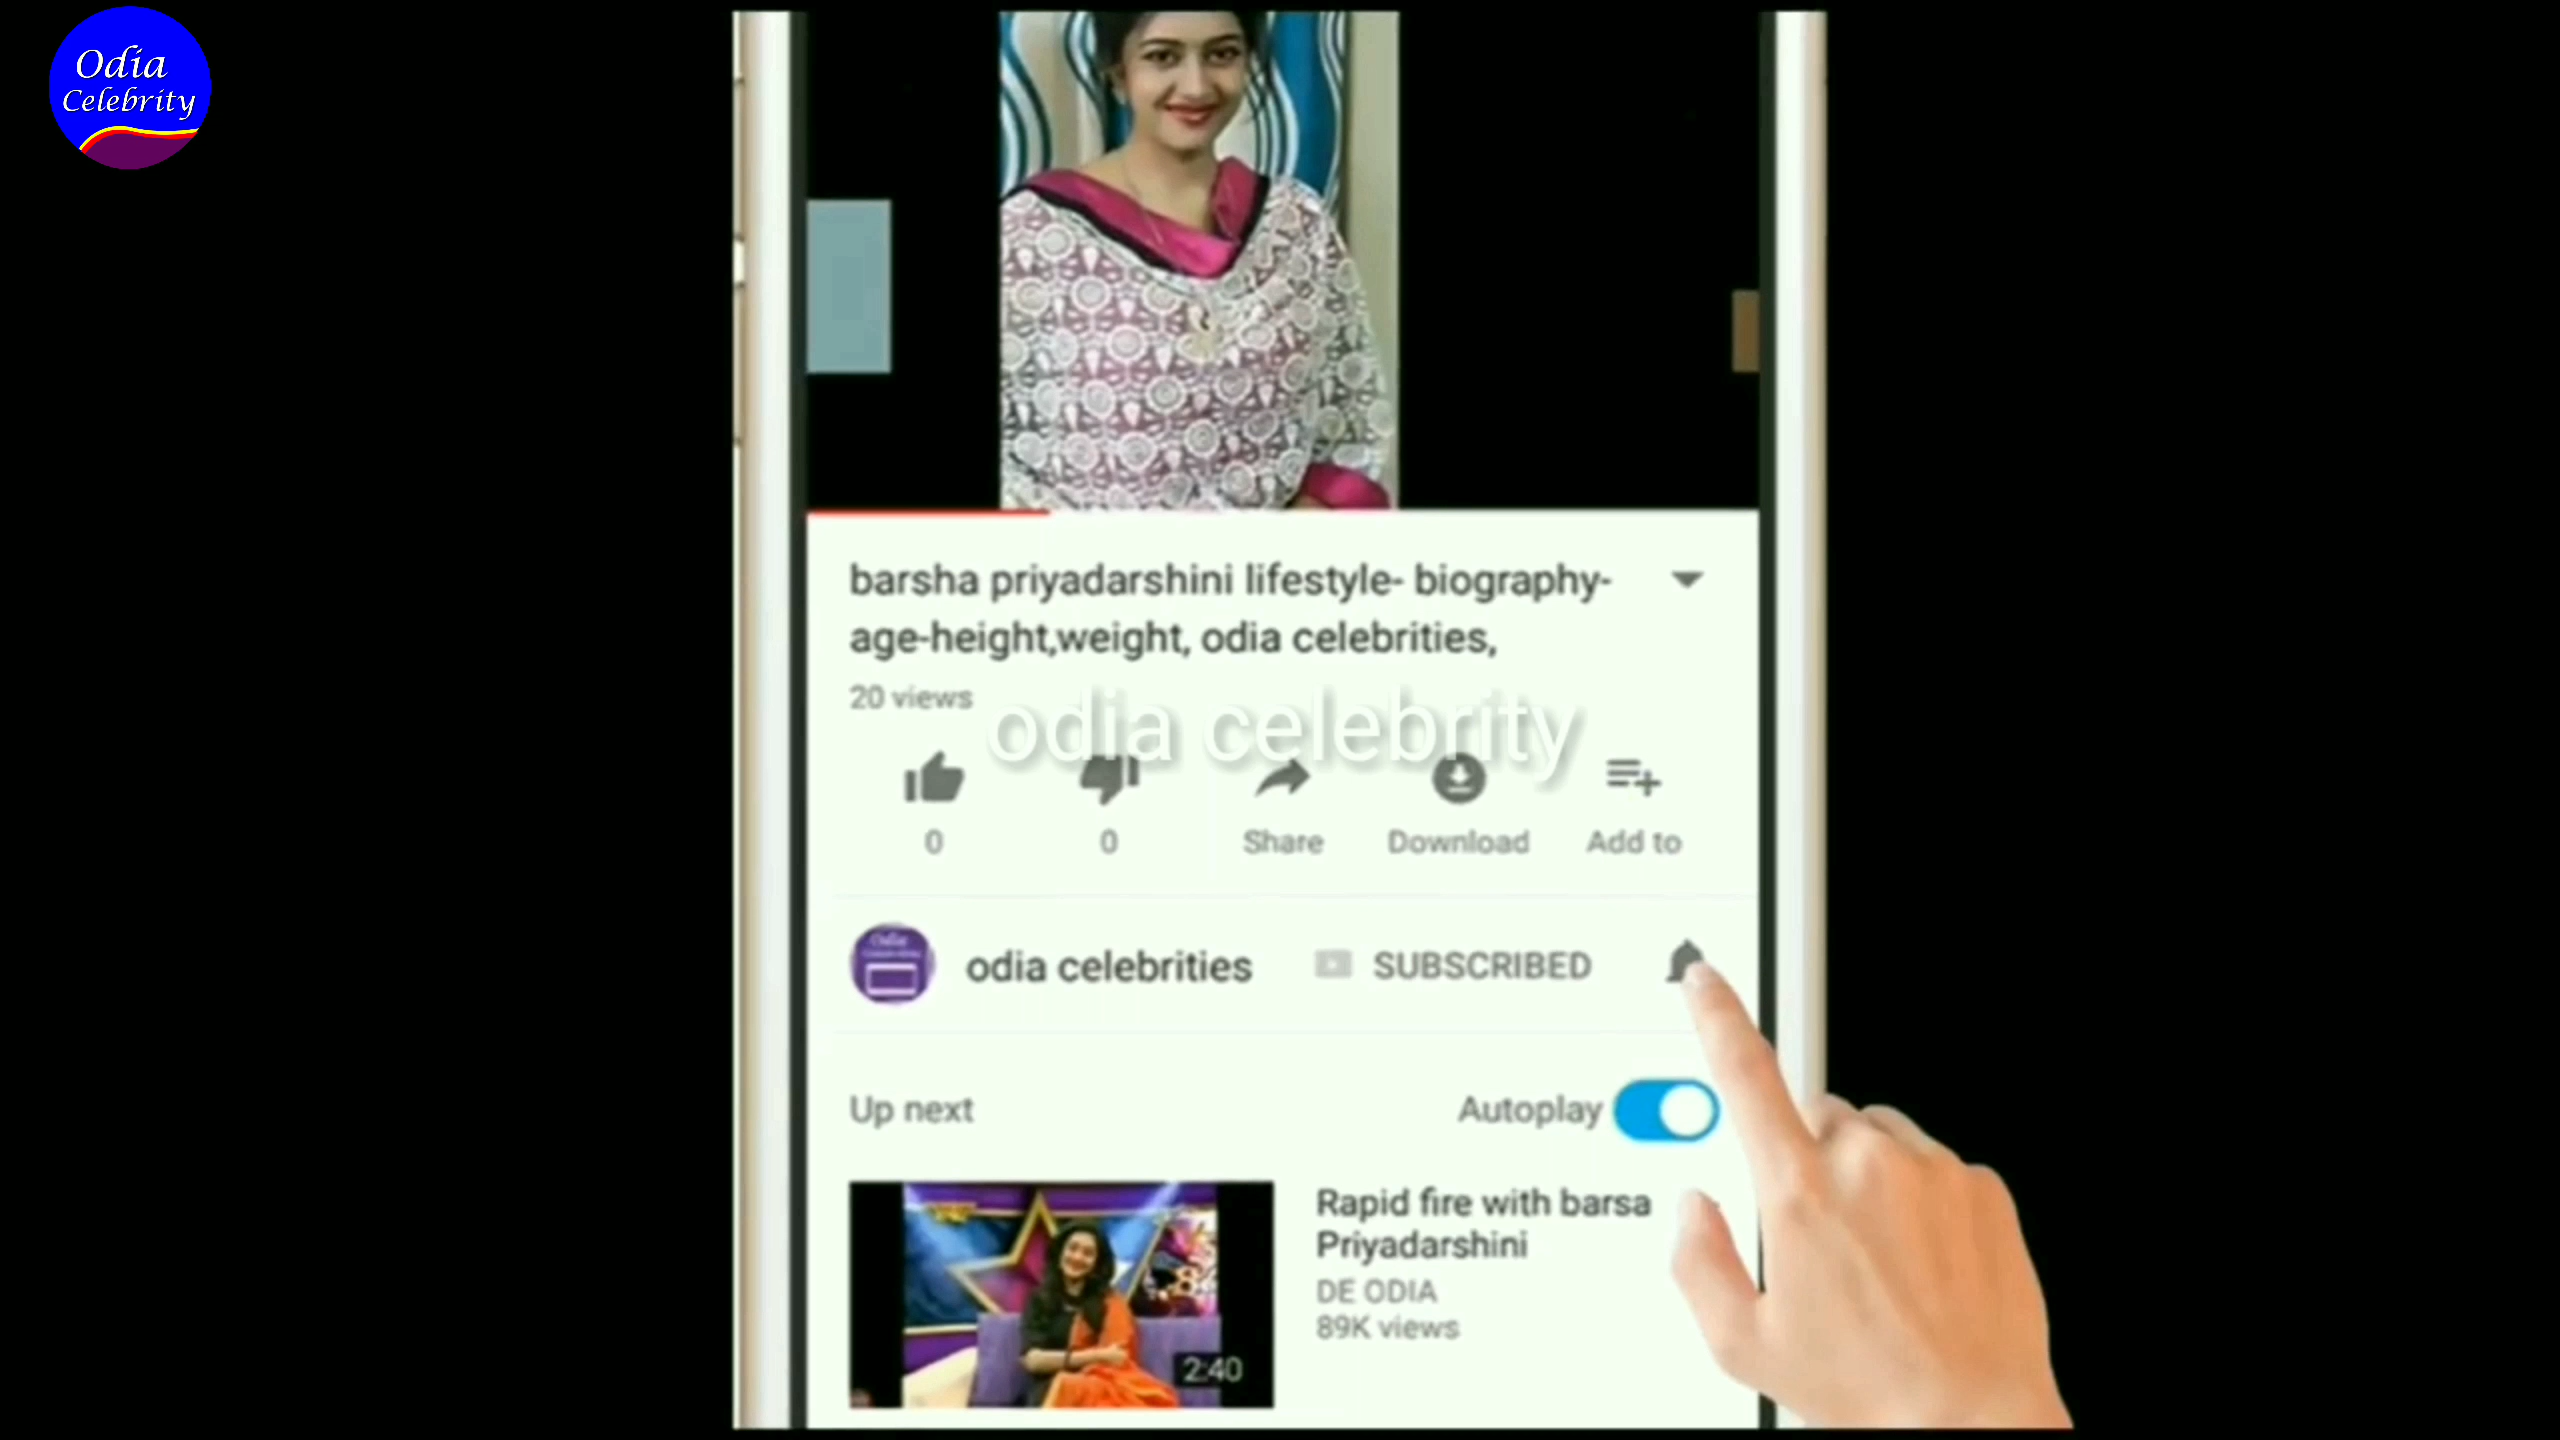 Odia
Celebrity
barsha priyadarshini lifestyle- biography-
age-height,weight, odia celebrities,
20 views
odia celebrity
0
0
Share
Download
Add to
Odia
odia celebrities
SUBSCRIBED
Up next
Autoplay
Rapid fire with barsa
Priyadarshini
DE ODIA
89K views
2:40